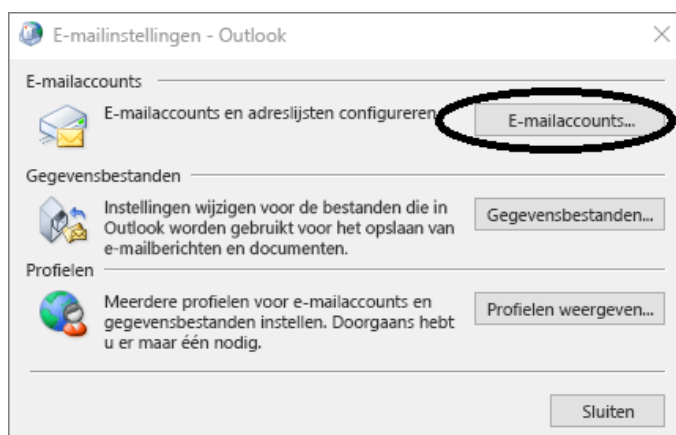 E-mailinstellingen - Outlook
E-mailaccounts
E-mailaccounts en adreslijsten configureren.
E-mailaccounts...
Gegevensbestanden
Instellingen wijzigen voor de bestanden die in
Outlook worden gebruikt voor het opslaan van
e-mailberichten en documenten.
Gegevensbestanden...
Profielen
Meerdere profielen voor e-mailaccounts en
gegevensbestanden instellen. Doorgaans hebt
u er maar één nodig.
Profielen weergeven...
Sluiten